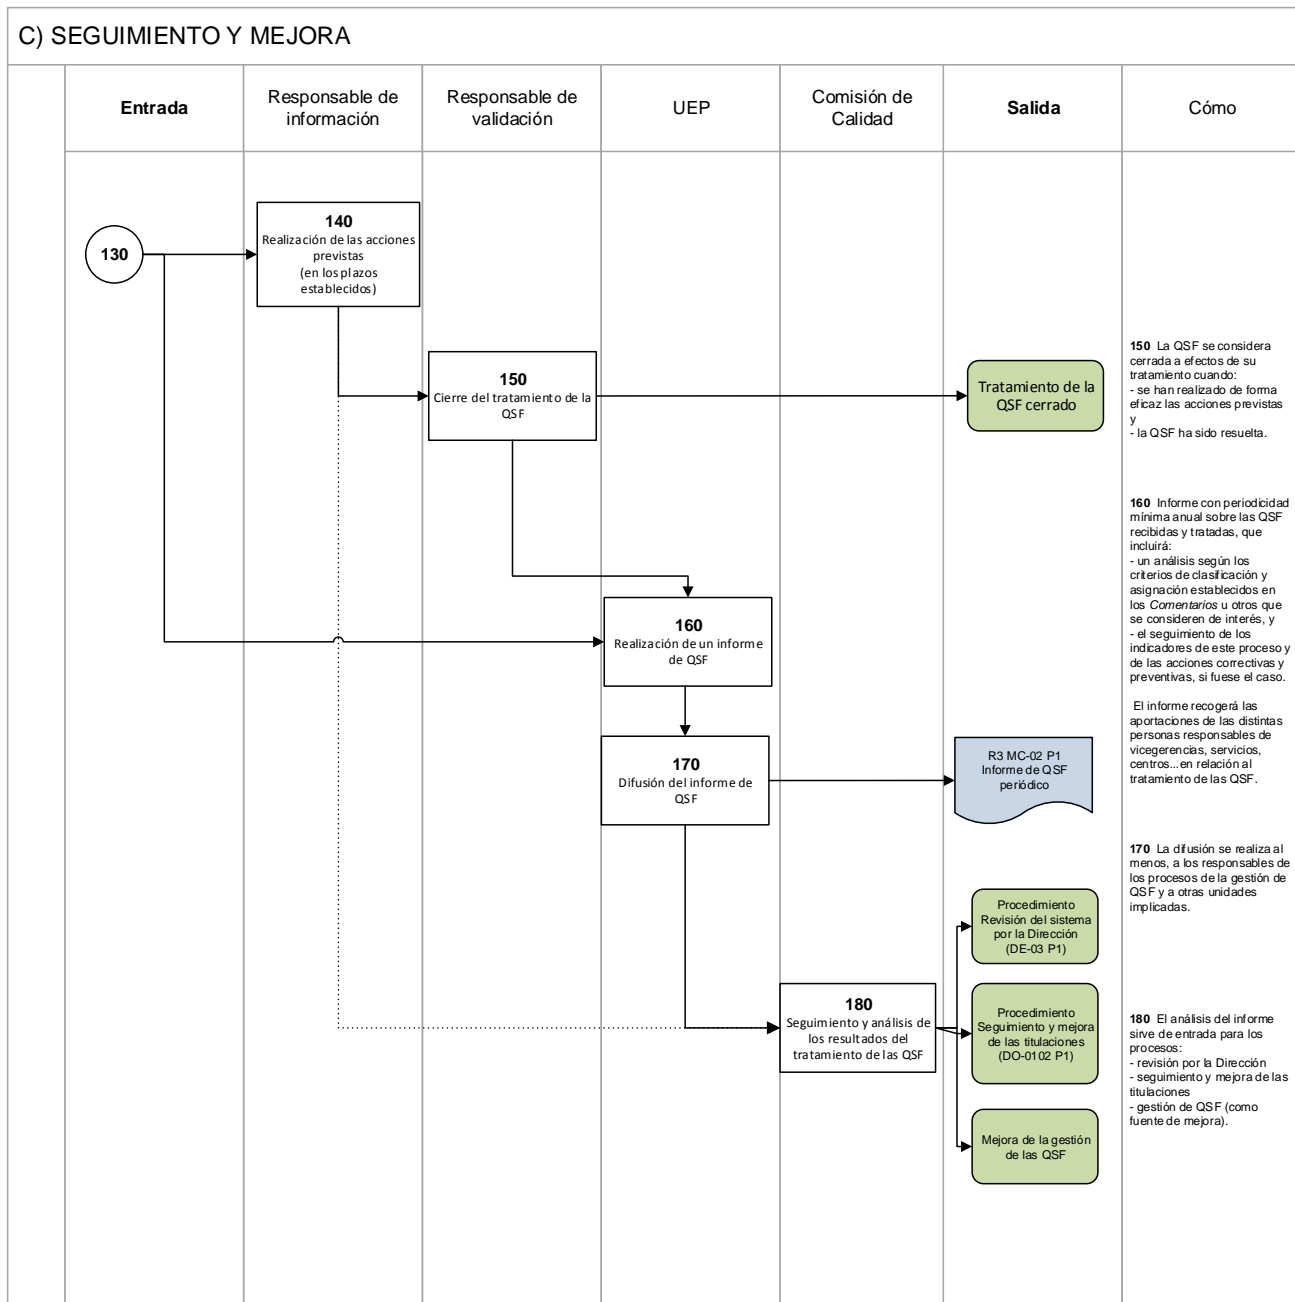 C) SEGUIMIENTO Y MEJORA
Entrada
Responsable de
información
Responsable de
validación
UEP
Comisión de
Calidad
Salida
Cómo
130
140
Realización de las acciones
previstas
(en los plazos
establecidos)
150
Cierre del tratamiento de la
QSF
Tratamiento de la
QSF cerrado
150 La QSF se considera
cerrada a efectos de su
tratamiento cuando:
- se han realizado de forma
eficaz las acciones previstas
y
- la QSF ha sido resuelta.
160
Realización de un informe
de QSF
160 Informe con periodicidad
mínima anual sobre las QSF
recibidas y tratadas, que
incluirá:
- un análisis según los
criterios de clasificación y
asignación establecidos en
los Comentarios u otros que
se consideren de interés, y
- el seguimiento de los
indicadores de este proceso y
de las acciones correctivas y
preventivas, si fuese el caso.
El informe recogerá las
aportaciones de las distintas
personas responsables de
vicegerencias, servicios,
centros...en relación al
tratamiento de las QSF.
170
Difusión del informe de
QSF
R3 MC-02 P1
Informe de QSF
periódico
170 La difusión se realiza al
menos, a los responsables de
los procesos de la gestión de
QSF y a otras unidades
implicadas.
180
Seguimiento y análisis de
los resultados del
tratamiento de las QSF
Procedimiento
Revisión del sistema
por la Dirección
(DE-03 P1)
Procedimiento
Seguimiento y mejora
de las titulaciones
(DO-0102 P1)
Mejora de la gestión
de las QSF
180 El análisis del informe
sirve de entrada para los
procesos:
- revisión por la Dirección
- seguimiento y mejora de las
titulaciones
- gestión de QSF (como
fuente de mejora).